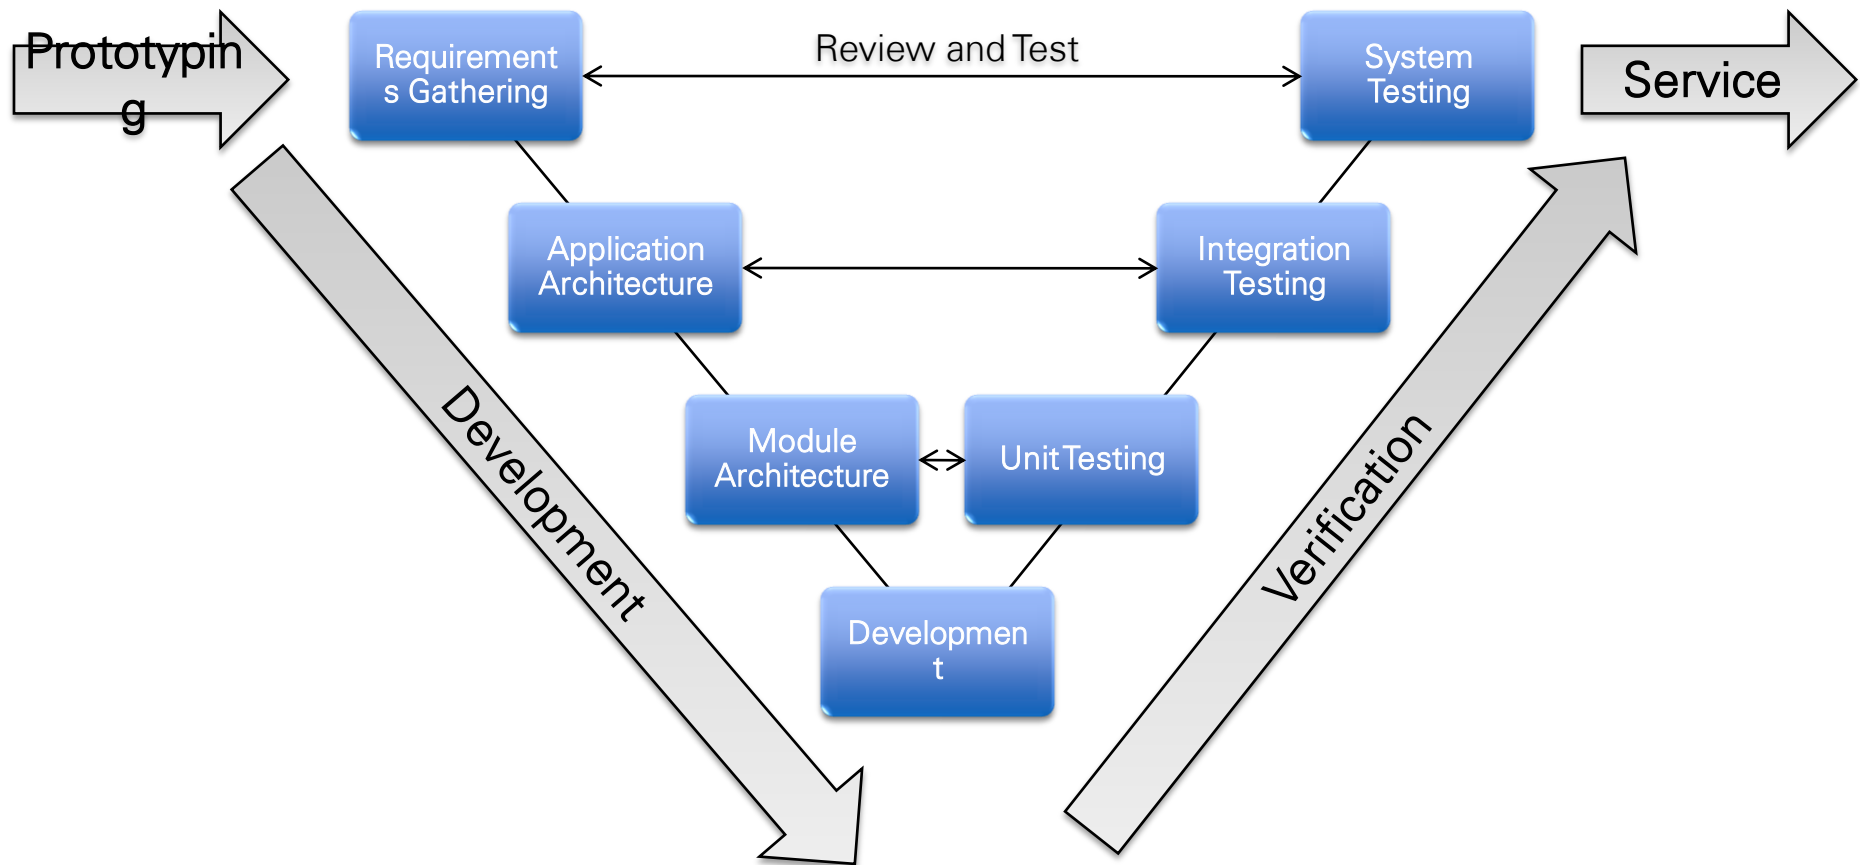 Prototypin
g
Requirement
s Gathering
Review and Test
System
Testing
Service
Application
Architecture
Integration
Testing
Development
Module
Architecture
Unit Testing
Verification
Developmen
t